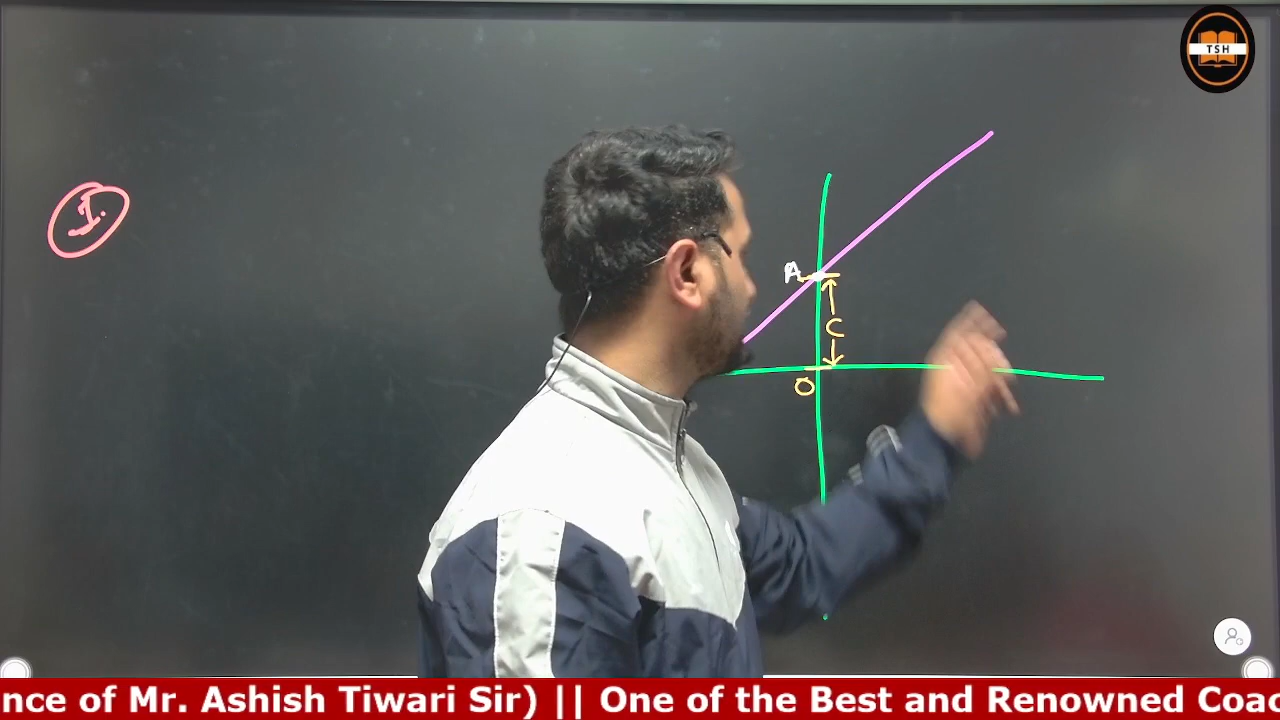 TSH
I.
A
C
O
nce of Mr. Ashish Tiwari Sir) || One of the Best and Renowned Coac